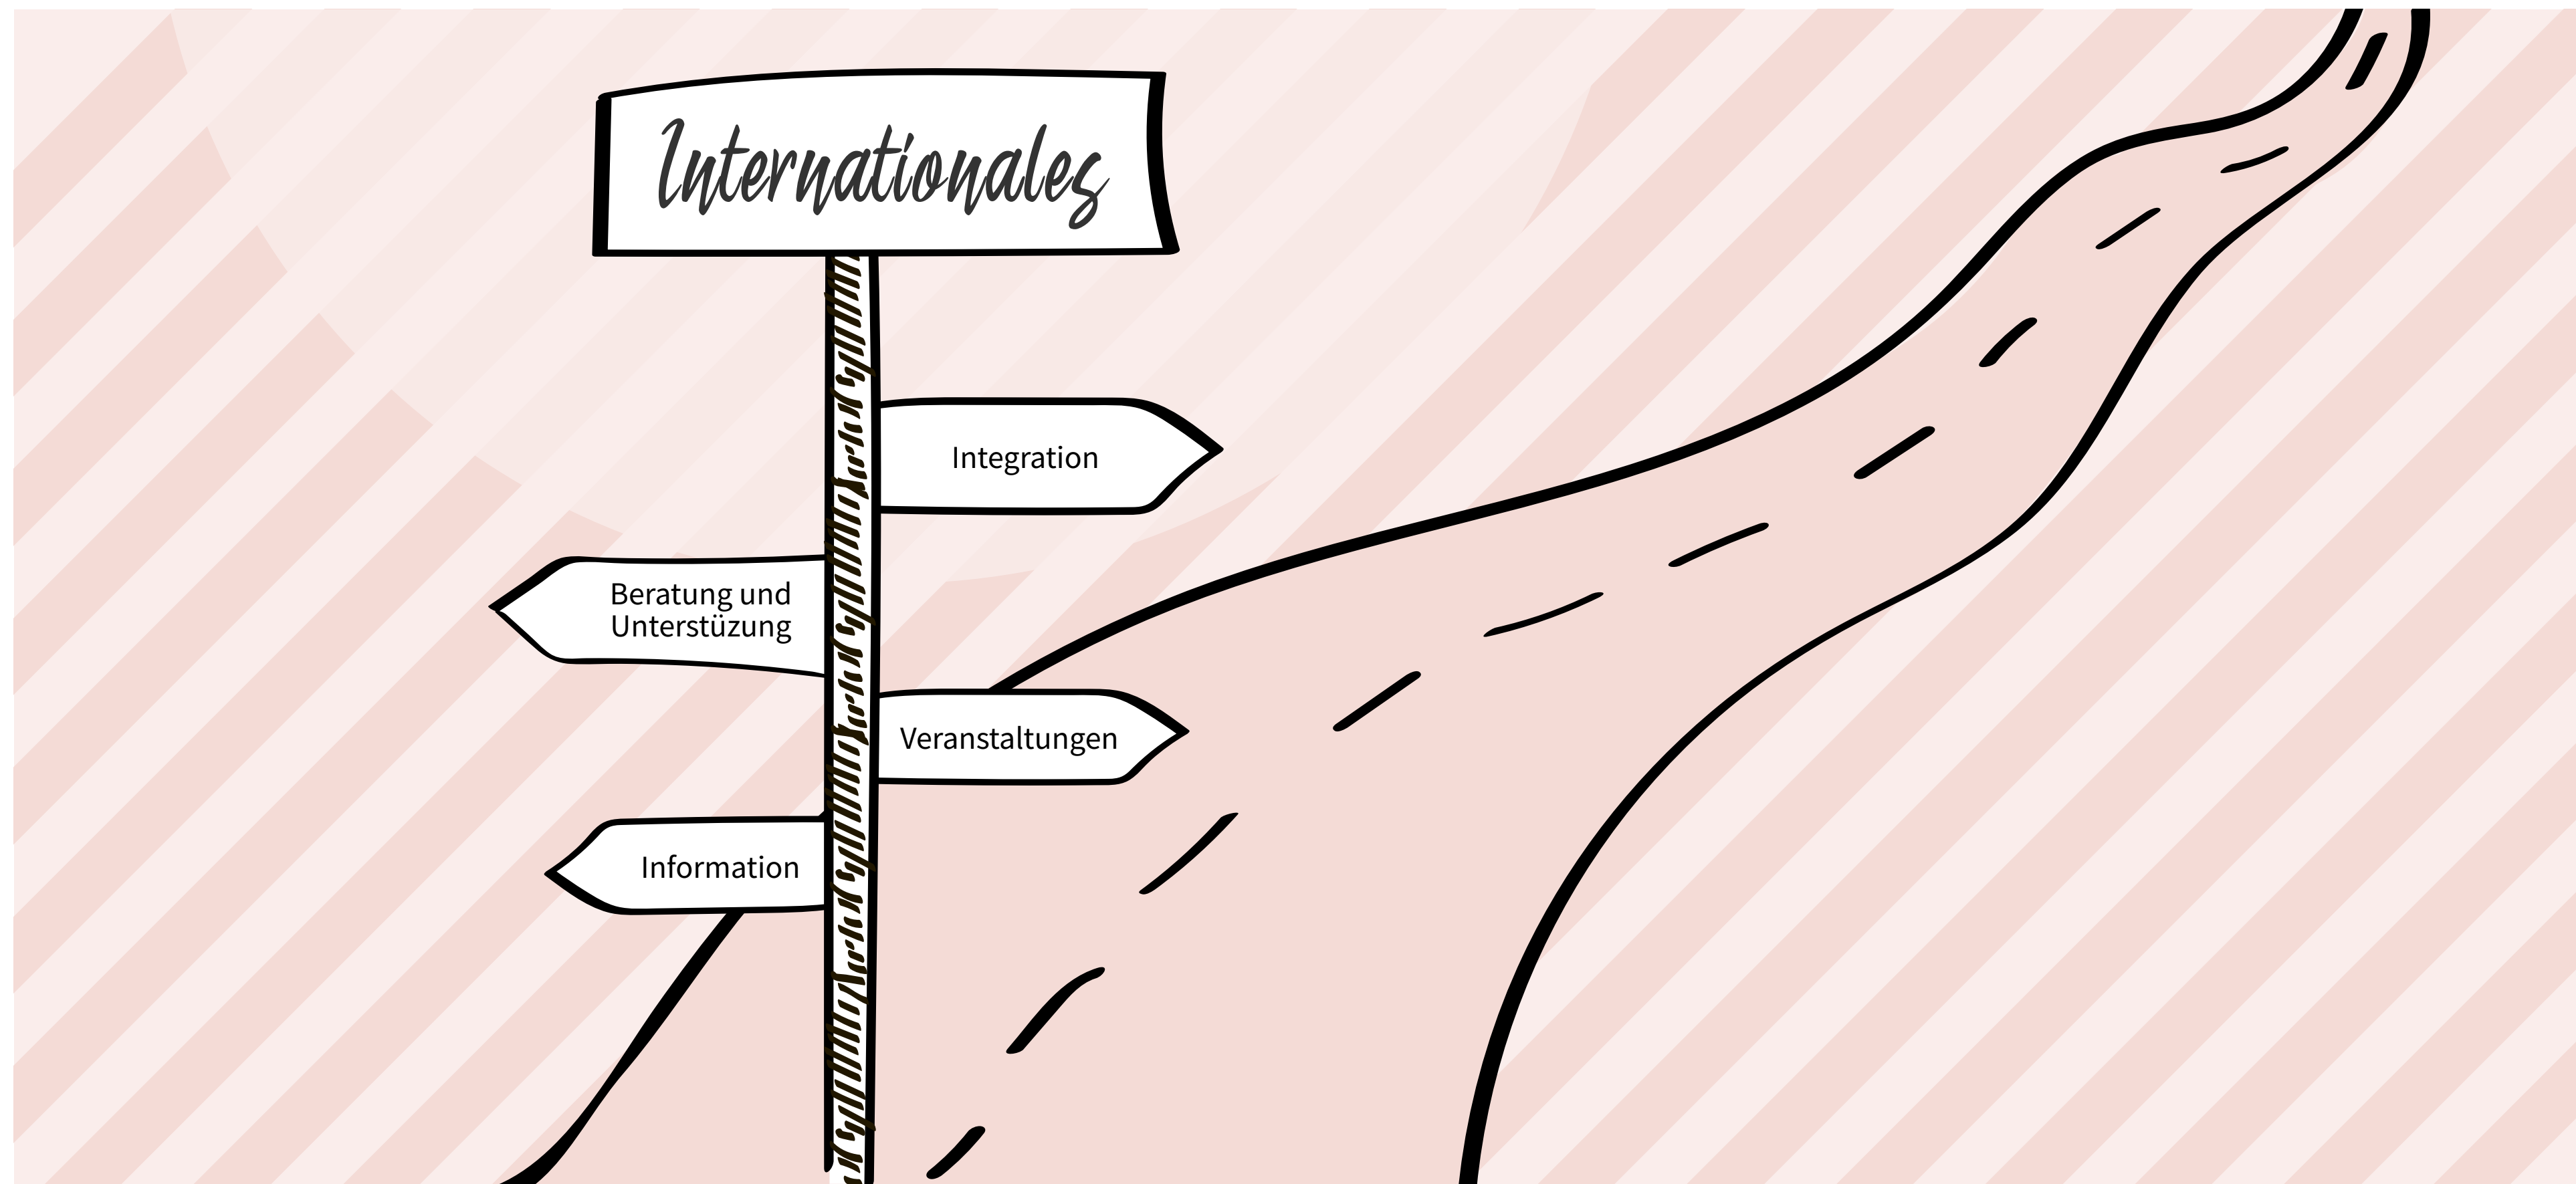 Internationales
Integration
Beratung und
Unterstüzung
Veranstaltungen
Information